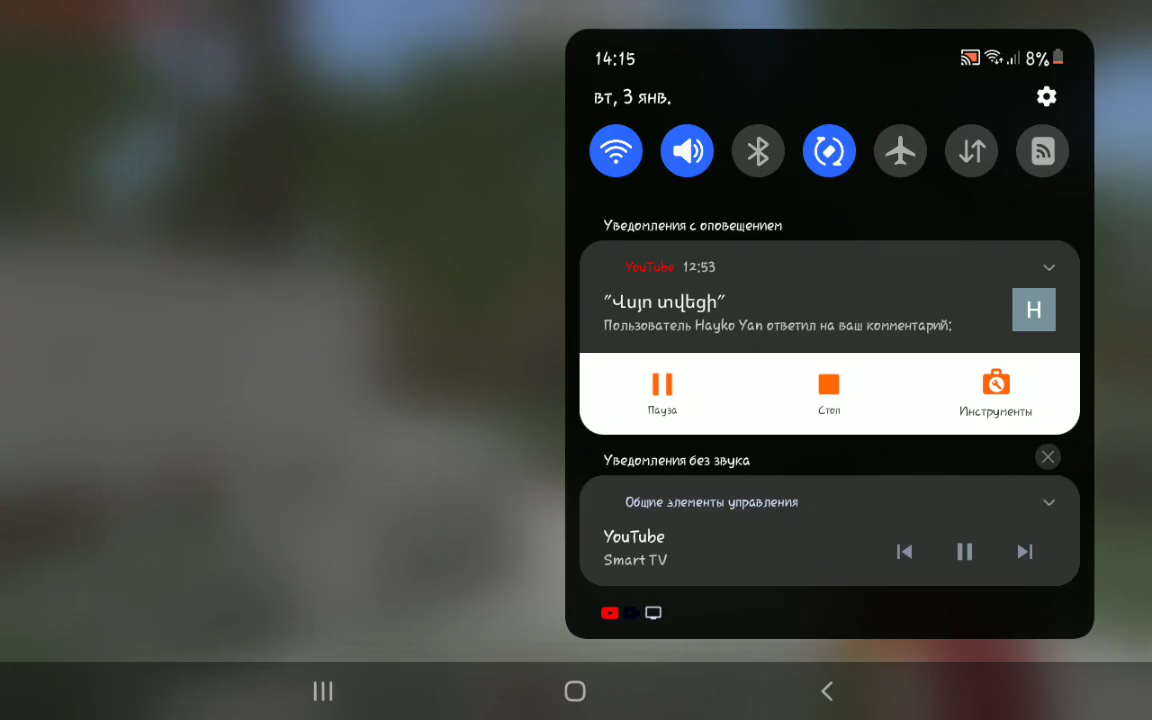 14:15
8%
вт, 3 янв.
Уведомления с оповещением
YouTube 12:53
"Վսյո տվեցի"
Пользователь Hayko Yan ответил на ваш комментарий:
H
Пауза
Стоп
Инструменты
Уведомления без звука
Общие элементы управления
YouTube
Smart TV